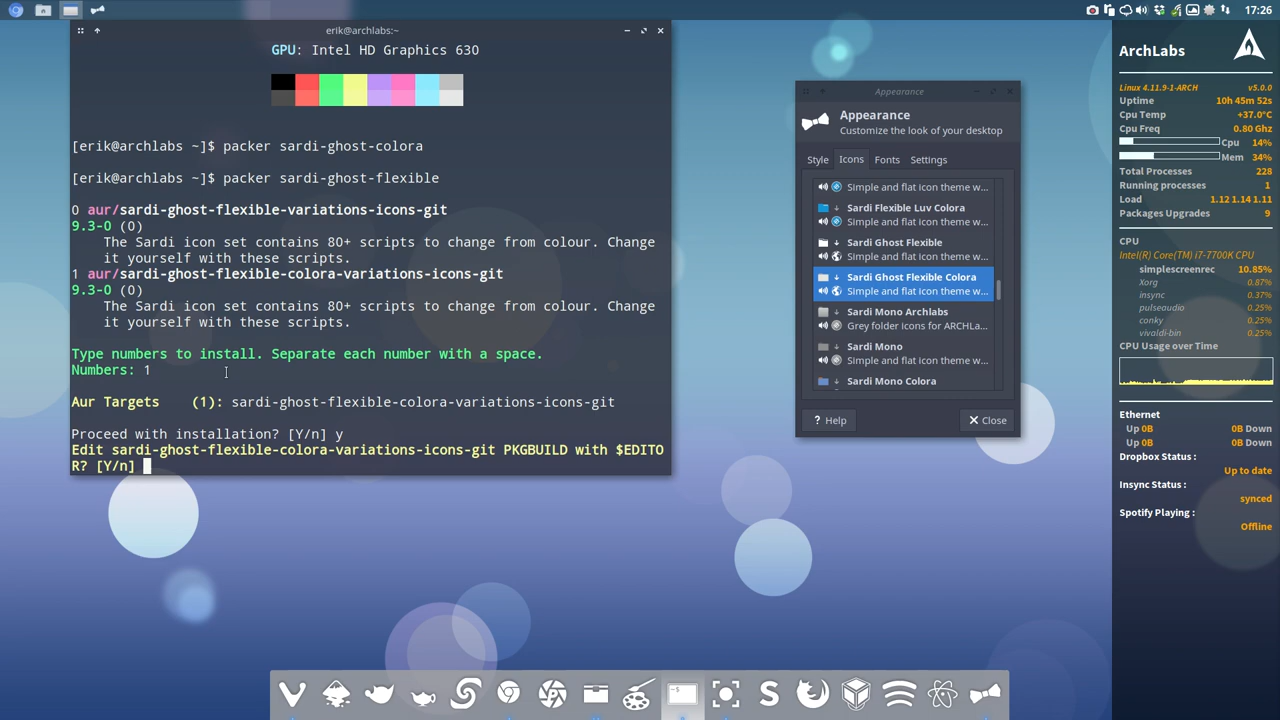 17:26
erik@archlabs:~
GPU: Intel HD Graphics 630
[erik@archlabs ~]$ packer sardi-ghost-colora
[erik@archlabs ~]$ packer sardi-ghost-flexible
0 aur/sardi-ghost-flexible-variations-icons-git
9.3-0 (0)
The Sardi icon set contains 80+ scripts to change from colour. Change
it yourself with these scripts.
1 aur/sardi-ghost-flexible-colora-variations-icons-git
9.3-0 (0)
The Sardi icon set contains 80+ scripts to change from colour. Change
it yourself with these scripts.
Type numbers to install. Separate each number with a space.
Numbers: 1
Aur Targets    (1): sardi-ghost-flexible-colora-variations-icons-git
Proceed with installation? [Y/n] y
Edit sardi-ghost-flexible-colora-variations-icons-git PKGBUILD with $EDITO
R? [Y/n]
Appearance
Appearance
Customize the look of your desktop
Style Icons Fonts Settings
Simple and flat icon theme w...
Sardi Flexible Luv Colora
Simple and flat icon theme w...
Sardi Ghost Flexible
Simple and flat icon theme w...
Sardi Ghost Flexible Colora
Simple and flat icon theme w...
Sardi Mono Archlabs
Grey folder icons for ARCHLa...
Sardi Mono
Simple and flat icon theme w...
Sardi Mono Colora
? Help
Close
ArchLabs
Linux 4.11.9-1-ARCH v5.0.0
Uptime 10h 45m 52s
Cpu Temp +37.0°C
Cpu Freq 0.80 Ghz
Cpu 14%
Mem 34%
Total Processes 228
Running processes 1
Load 1.12 1.14 1.11
Packages Upgrades 9
CPU
Intel(R) Core(TM) i7-7700K CPU
simplescreenrec 10.85%
Xorg 0.87%
insync 0.37%
pulseaudio 0.25%
conky 0.25%
vivaldi-bin 0.25%
CPU Usage over Time
Ethernet
Up 0B 0B Down
Up 0B 0B Down
Dropbox Status :
Up to date
Insync Status :
synced
Spotify Playing :
Offline
~$